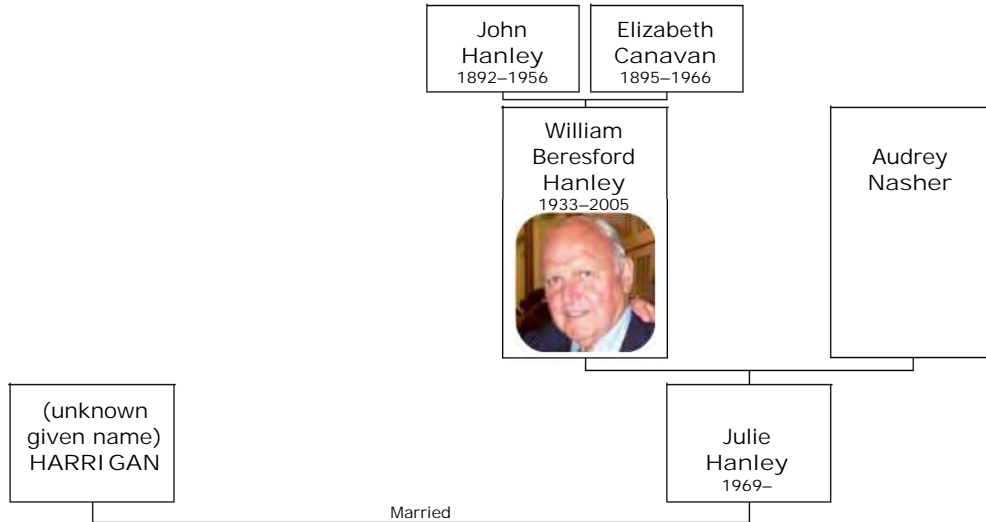 John
Hanley
1892–1956
Elizabeth
Canavan
1895–1966
William
Beresford
Hanley
1933–2005
Audrey
Nasher
(unknown
given name)
HARRIGAN
Julie
Hanley
1969–
Married